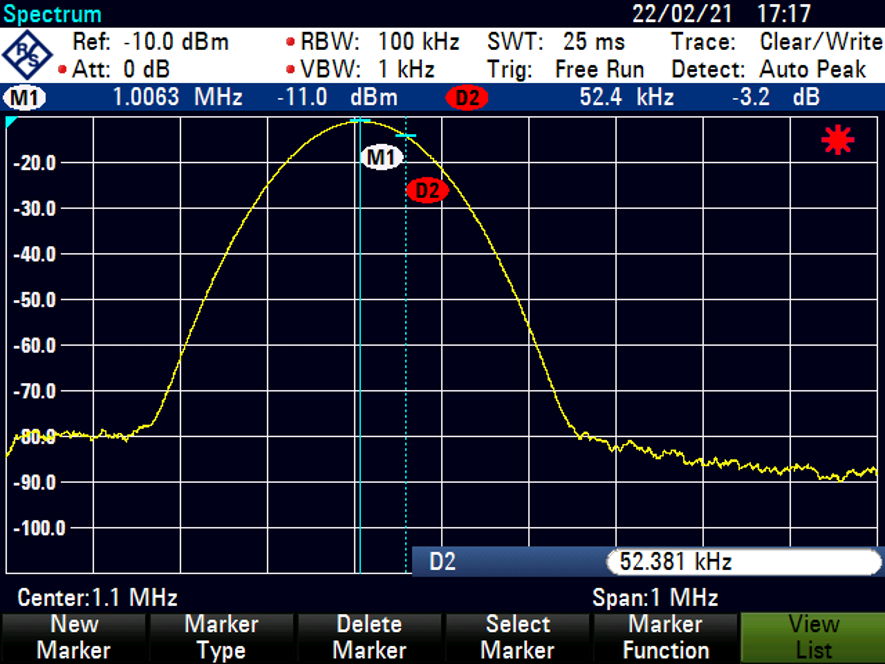 Spectrum 22/02/21 17:17
R&S Ref: -10.0 dBm RBW: 100 kHz SWT: 25 ms Trace: Clear/Write
Att: 0 dB VBW: 1 kHz Trig: Free Run Detect: Auto Peak
M1 1.0063 MHz -11.0 dBm D2 52.4 kHz -3.2 dB
M1
-20.0
D2
-30.0
-40.0
-50.0
-60.0
-70.0
-80.0
-90.0
-100.0
D2 52.381 kHz
Center:1.1 MHz Span:1 MHz
New Marker Delete Select Marker View
Marker Type Marker Marker Function List